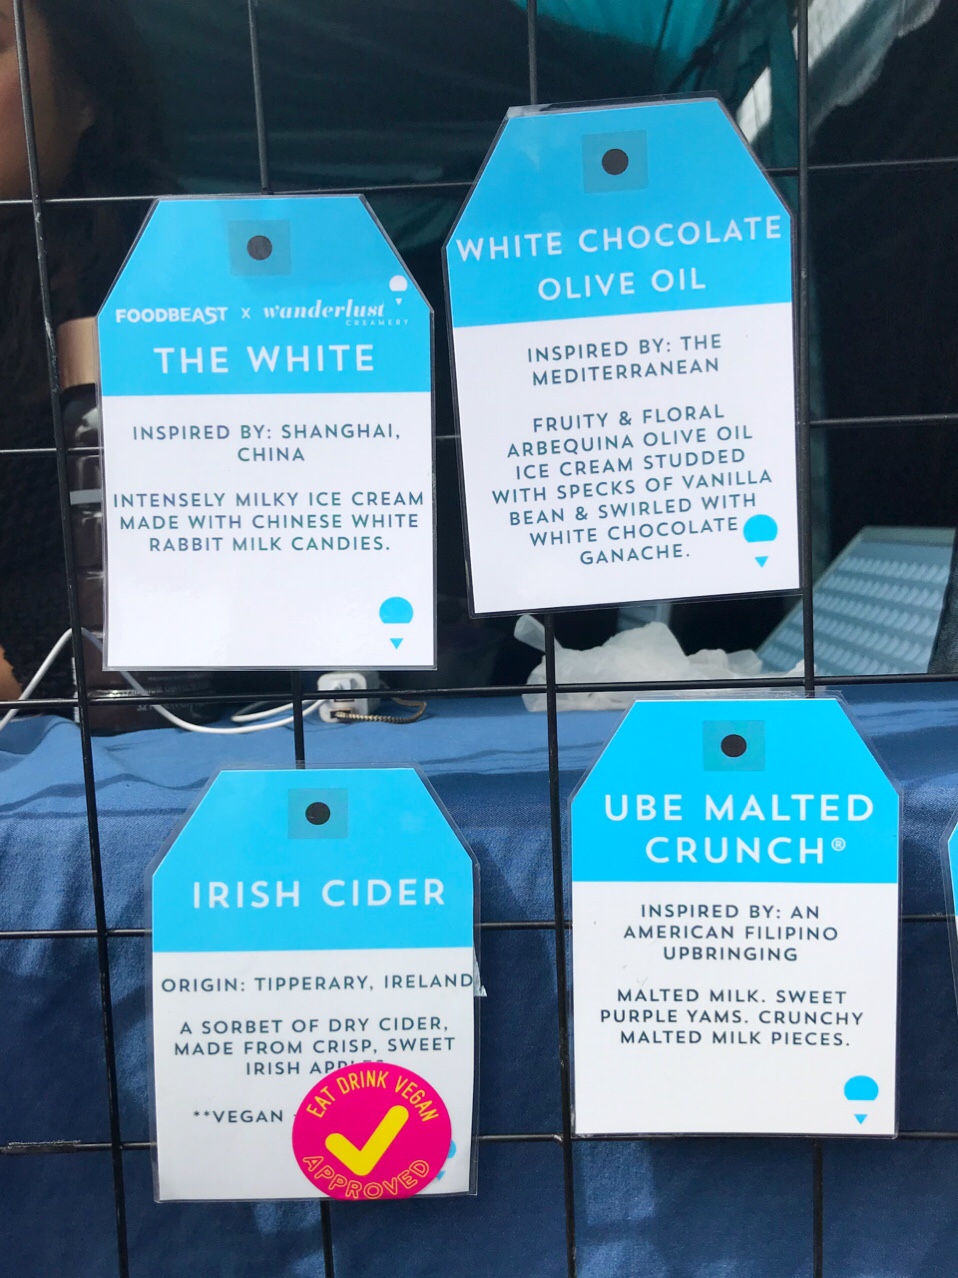 FOODBEAST x wanderlust
CREAMERY
THE WHITE
INSPIRED BY: SHANGHAI,
CHINA
INTENSELY MILKY ICE CREAM
MADE WITH CHINESE WHITE
RABBIT MILK CANDIES.
WHITE CHOCOLATE
OLIVE OIL
INSPIRED BY: THE
MEDITERRANEAN
FRUITY & FLORAL
ARBEQUINA OLIVE OIL
ICE CREAM STUDDED
WITH SPECKS OF VANILLA
BEAN & SWIRLED WITH
WHITE CHOCOLATE
GANACHE.
IRISH CIDER
ORIGIN: TIPPERARY, IRELAND
A SORBET OF DRY CIDER,
MADE FROM CRISP, SWEET
IRISH
**VEGAN
EAT DRINK VEGAN
APPROVED
UBE MALTED
CRUNCH®
INSPIRED BY: AN
AMERICAN FILIPINO
UPBRINGING
MALTED MILK. SWEET
PURPLE YAMS. CRUNCHY
MALTED MILK PIECES.